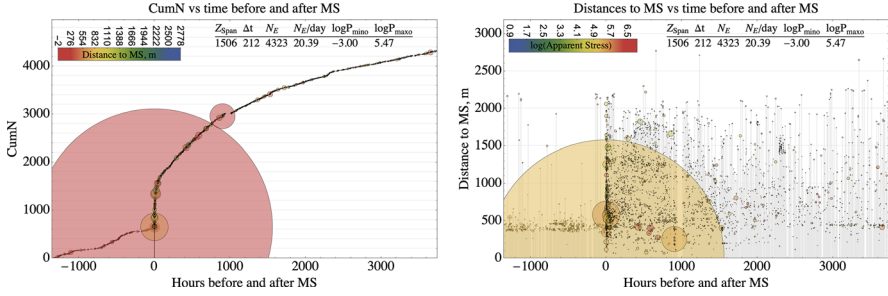 CumN vs time before and after MS
-2
276
554
832
1110
1388
1666
1944
2222
2500
2778
Distance to MS, m
Z_Span Δt N_E N_E/day logP_mino logP_maxo
1506 212 4323 20.39 −3.00 5.47
CumN
4000
3000
2000
1000
0
−1000 0 1000 2000 3000
Hours before and after MS
Distances to MS vs time before and after MS
0.9
1.7
2.5
3.3
4.1
4.9
5.7
6.5
log(Apparent Stress)
Z_Span Δt N_E N_E/day logP_mino logP_maxo
1506 212 4323 20.39 −3.00 5.47
Distance to MS, m
3000
2500
2000
1500
1000
500
0
−1000 0 1000 2000 3000
Hours before and after MS